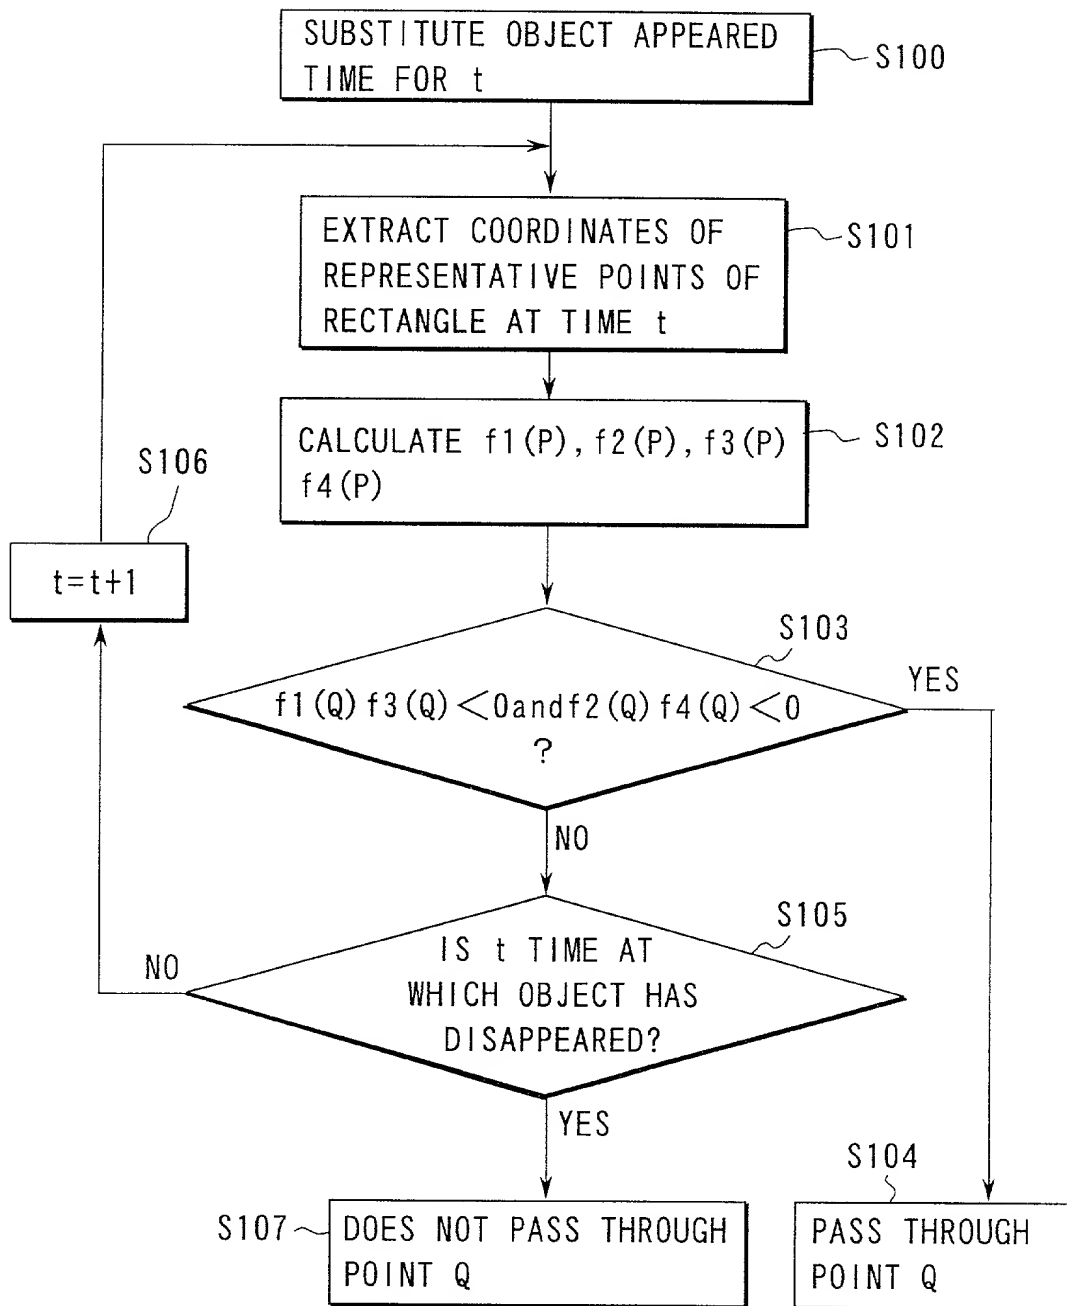 SUBSTITUTE OBJECT APPEARED
TIME FOR t
S100
EXTRACT COORDINATES OF
REPRESENTATIVE POINTS OF
RECTANGLE AT TIME t
S101
CALCULATE f1(P),f2(P),f3(P)
f4(P)
S102
S106
t=t+1
S103
f1(Q)f3(Q)<0andf2(Q)f4(Q)<0
?
YES
NO
S105
IS t TIME AT
WHICH OBJECT HAS
DISAPPEARED?
NO
YES
S107
DOES NOT PASS THROUGH
POINT Q
S104
PASS THROUGH
POINT Q